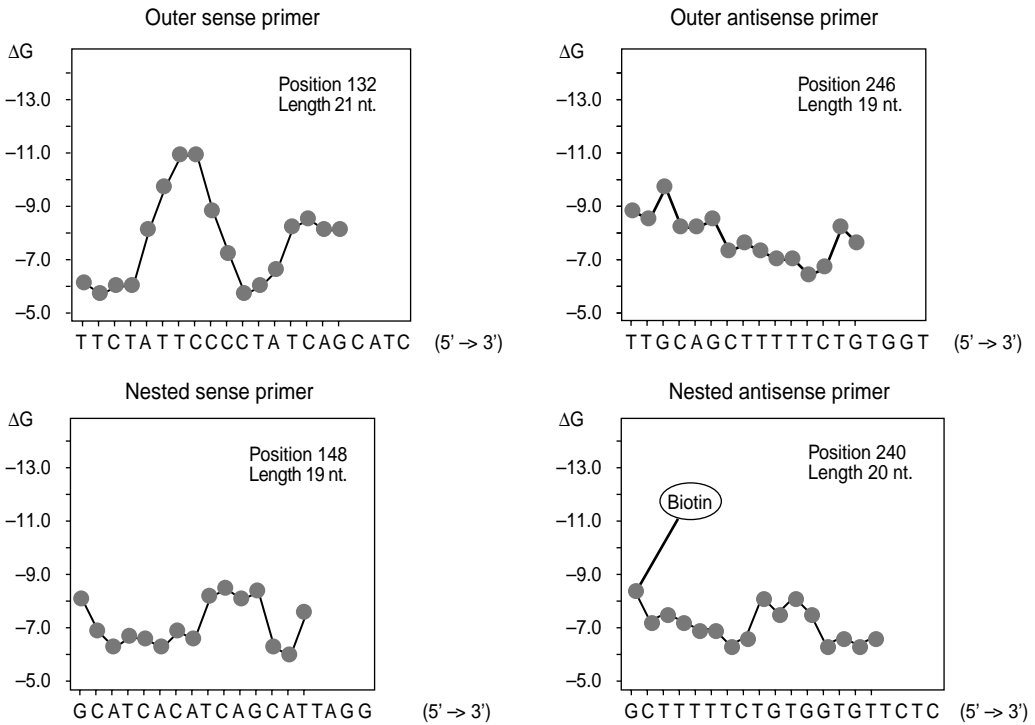 Outer sense primer
ΔG
Position 132
Length 21 nt.
–13.0
–11.0
–9.0
–7.0
–5.0
T T C T A T T C C C C T A T C A G C A T C (5' -> 3')
Outer antisense primer
ΔG
Position 246
Length 19 nt.
–13.0
–11.0
–9.0
–7.0
–5.0
T T G C A G C T T T T T C T G T G G T (5' -> 3')
Nested sense primer
ΔG
Position 148
Length 19 nt.
–13.0
–11.0
–9.0
–7.0
–5.0
G C A T C A C A T C A G C A T T A G G (5' -> 3')
Nested antisense primer
ΔG
Position 240
Length 20 nt.
Biotin
–13.0
–11.0
–9.0
–7.0
–5.0
G C T T T T T C T G T G G T G T T C T C (5' -> 3')